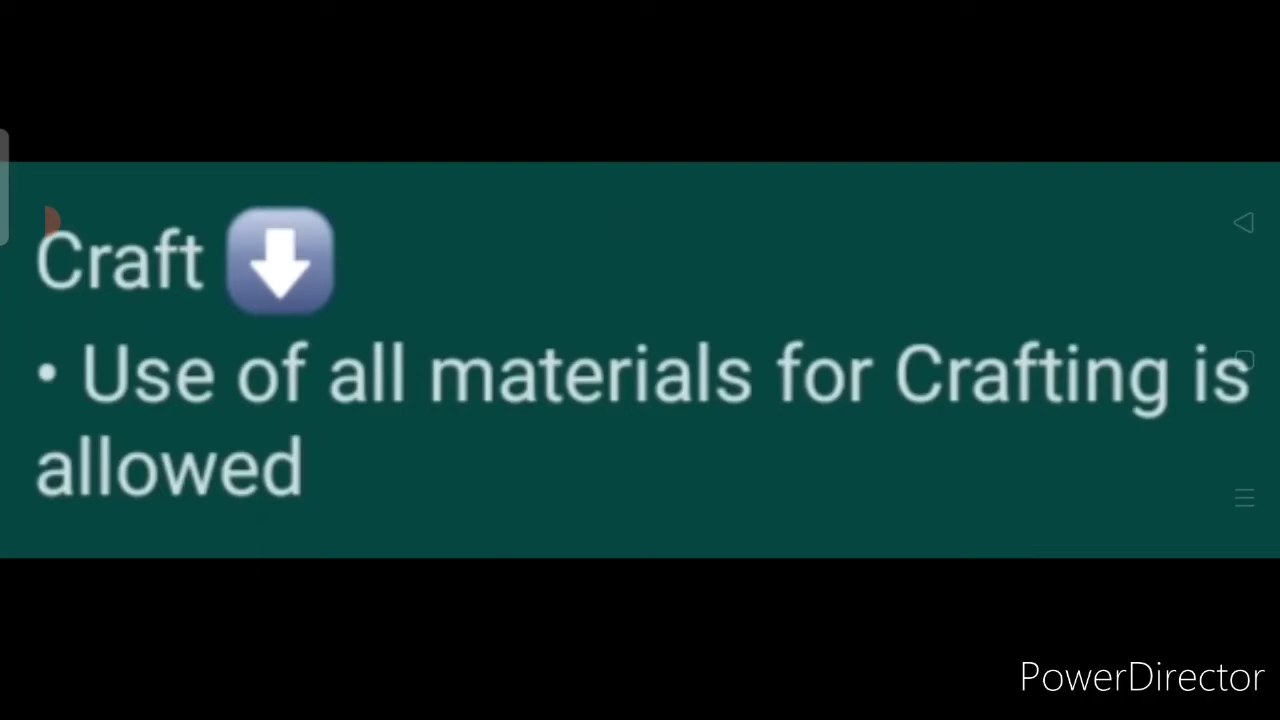 Craft ⬇️
• Use of all materials for Crafting is
allowed
PowerDirector